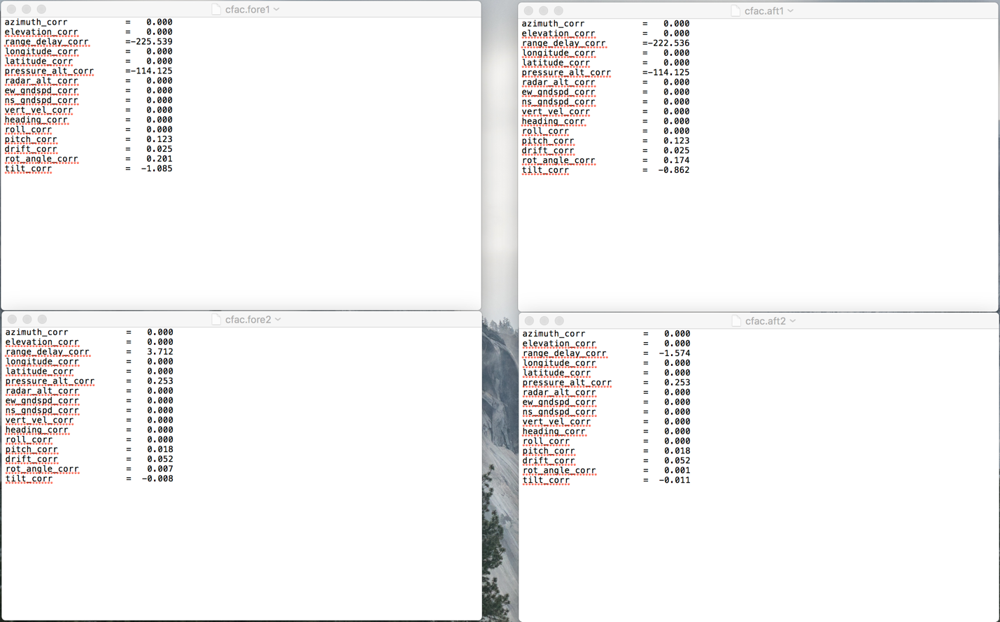 cfac.fore1
azimuth_corr = 0.000
elevation_corr = 0.000
range_delay_corr =-225.539
longitude_corr = 0.000
latitude_corr = 0.000
pressure_alt_corr =-114.125
radar_alt_corr = 0.000
ew_gndspd_corr = 0.000
ns_gndspd_corr = 0.000
vert_vel_corr = 0.000
heading_corr = 0.000
roll_corr = 0.000
pitch_corr = 0.123
drift_corr = 0.025
rot_angle_corr = 0.201
tilt_corr = -1.085
cfac.aft1
azimuth_corr = 0.000
elevation_corr = 0.000
range_delay_corr =-222.536
longitude_corr = 0.000
latitude_corr = 0.000
pressure_alt_corr =-114.125
radar_alt_corr = 0.000
ew_gndspd_corr = 0.000
ns_gndspd_corr = 0.000
vert_vel_corr = 0.000
heading_corr = 0.000
roll_corr = 0.000
pitch_corr = 0.123
drift_corr = 0.025
rot_angle_corr = 0.174
tilt_corr = -0.862
cfac.fore2
azimuth_corr = 0.000
elevation_corr = 0.000
range_delay_corr = 3.712
longitude_corr = 0.000
latitude_corr = 0.000
pressure_alt_corr = 0.253
radar_alt_corr = 0.000
ew_gndspd_corr = 0.000
ns_gndspd_corr = 0.000
vert_vel_corr = 0.000
heading_corr = 0.000
roll_corr = 0.000
pitch_corr = 0.018
drift_corr = 0.052
rot_angle_corr = 0.007
tilt_corr = -0.008
cfac.aft2
azimuth_corr = 0.000
elevation_corr = 0.000
range_delay_corr = -1.574
longitude_corr = 0.000
latitude_corr = 0.000
pressure_alt_corr = 0.253
radar_alt_corr = 0.000
ew_gndspd_corr = 0.000
ns_gndspd_corr = 0.000
vert_vel_corr = 0.000
heading_corr = 0.000
roll_corr = 0.000
pitch_corr = 0.018
drift_corr = 0.052
rot_angle_corr = 0.001
tilt_corr = -0.011